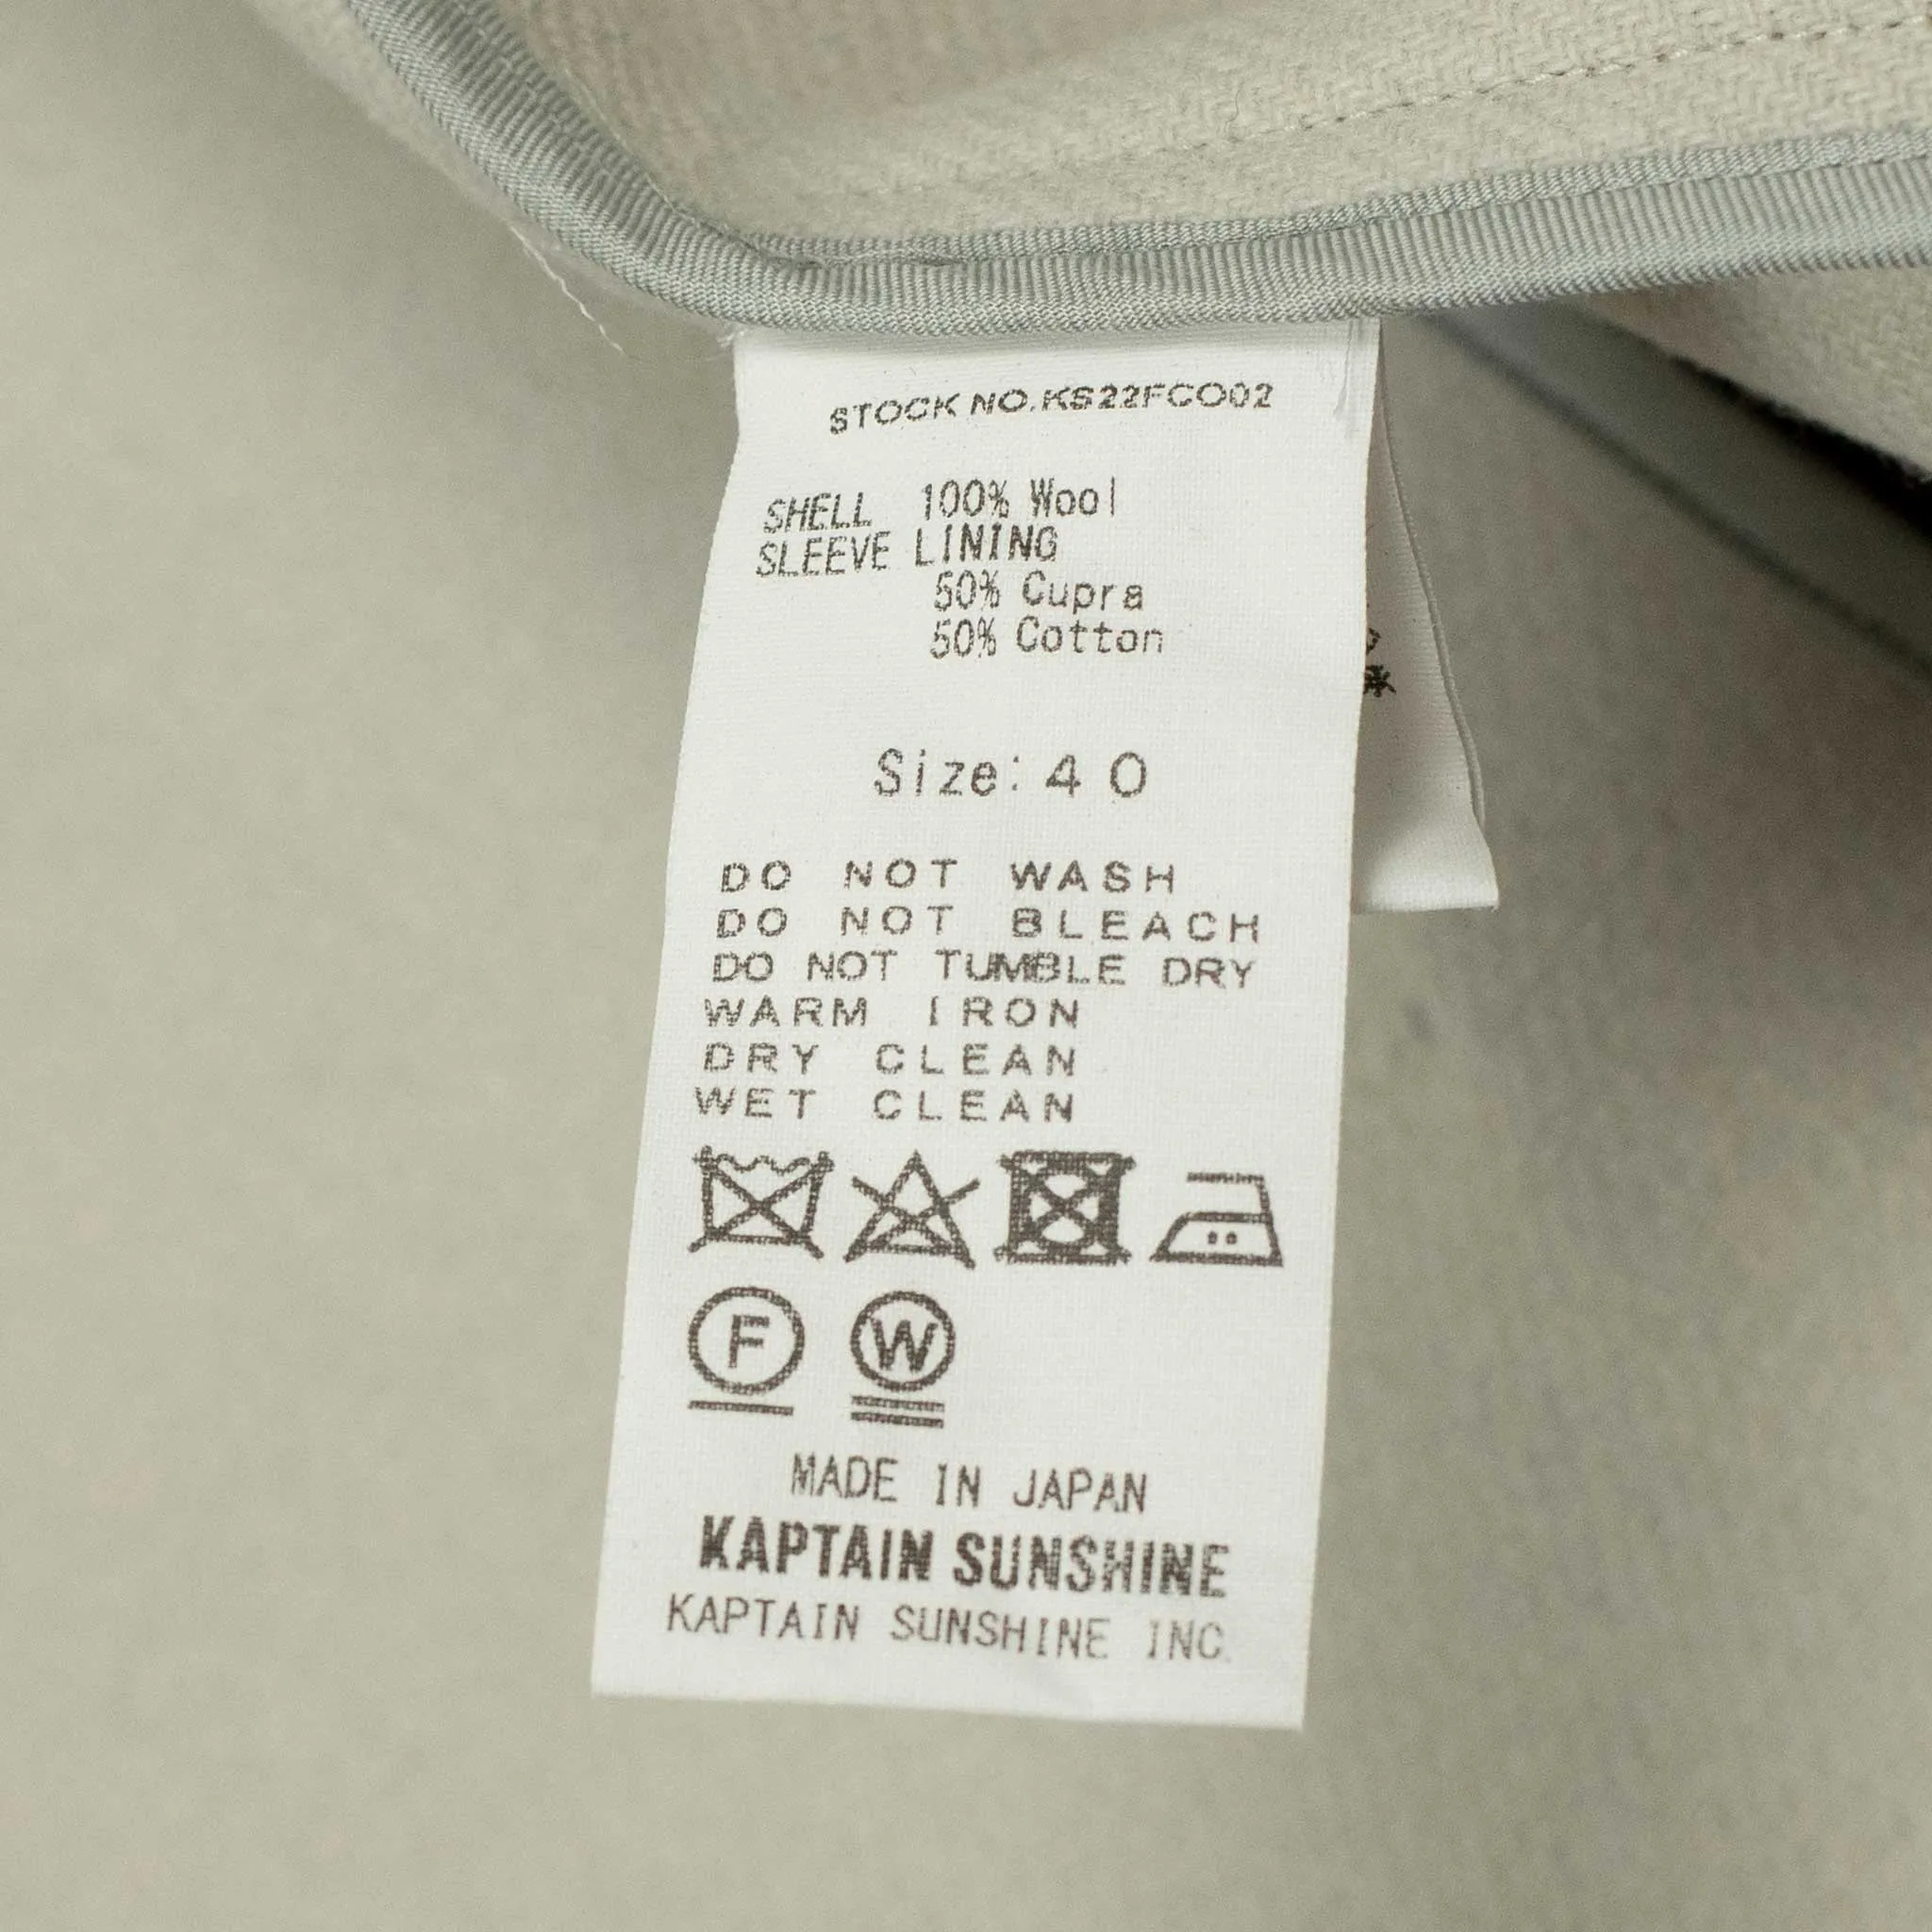 STOCK NO.KS22FCO02
SHELL 100% Wool
SLEEVE LINING
50% Cupra
50% Cotton
Size:40
DO NOT WASH
DO NOT BLEACH
DO NOT TUMBLE DRY
WARM IRON
DRY CLEAN
WET CLEAN
F W
MADE IN JAPAN
KAPTAIN SUNSHINE
KAPTAIN SUNSHINE INC.